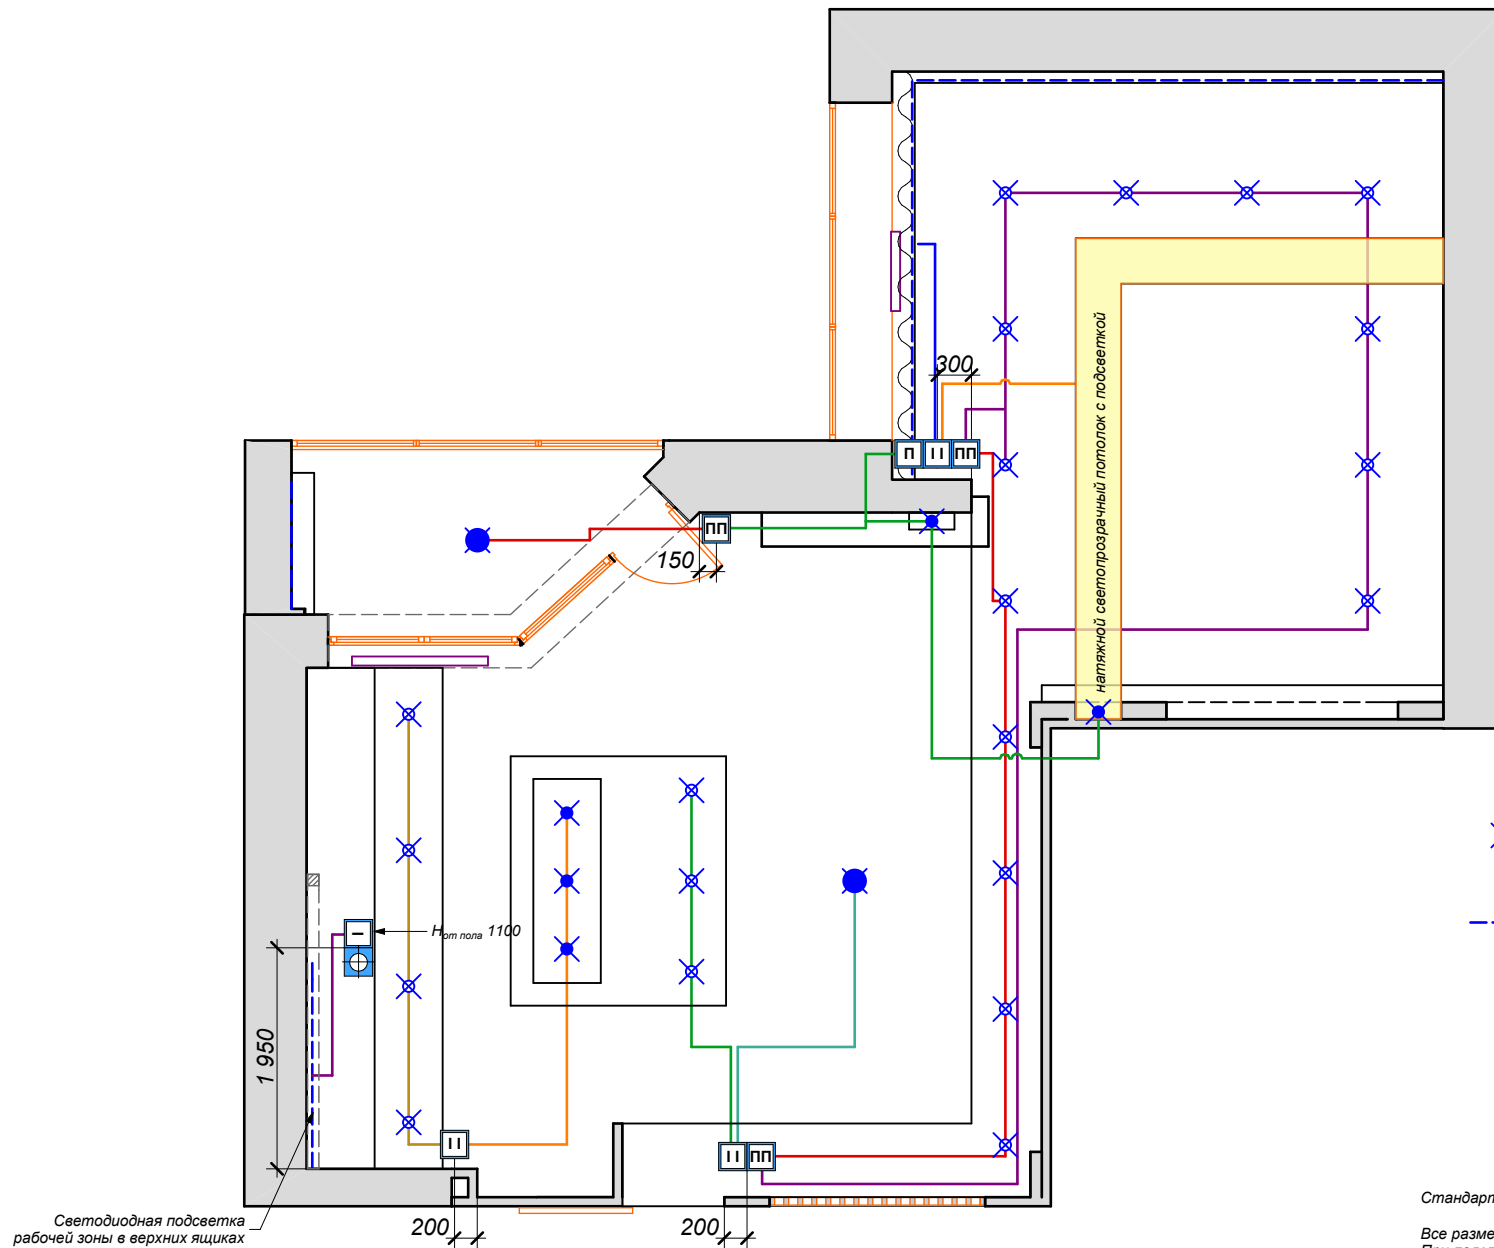 300
натяжной светопрозрачный потолок с подсветкой
П
ПП
ПП
150
Hот пола 1100
1 950
ПП
Стандарт
Светодиодная подсветка
рабочей зоны в верхних ящиках
200
200
Все разме